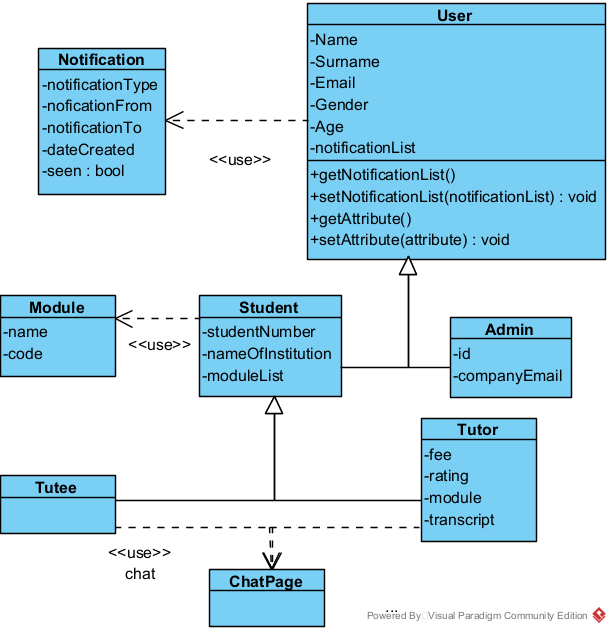 User
-Name
-Surname
-Email
-Gender
-Age
-notificationList
+getNotificationList()
+setNotificationList(notificationList) : void
+getAttribute()
+setAttribute(attribute) : void
Notification
-notificationType
-noficationFrom
-notificationTo
-dateCreated
-seen : bool
<<use>>
Module
-name
-code
<<use>>
Student
-studentNumber
-nameOfInstitution
-moduleList
Admin
-id
-companyEmail
Tutee
Tutor
-fee
-rating
-module
-transcript
<<use>>
chat
ChatPage
...
Powered By Visual Paradigm Community Edition